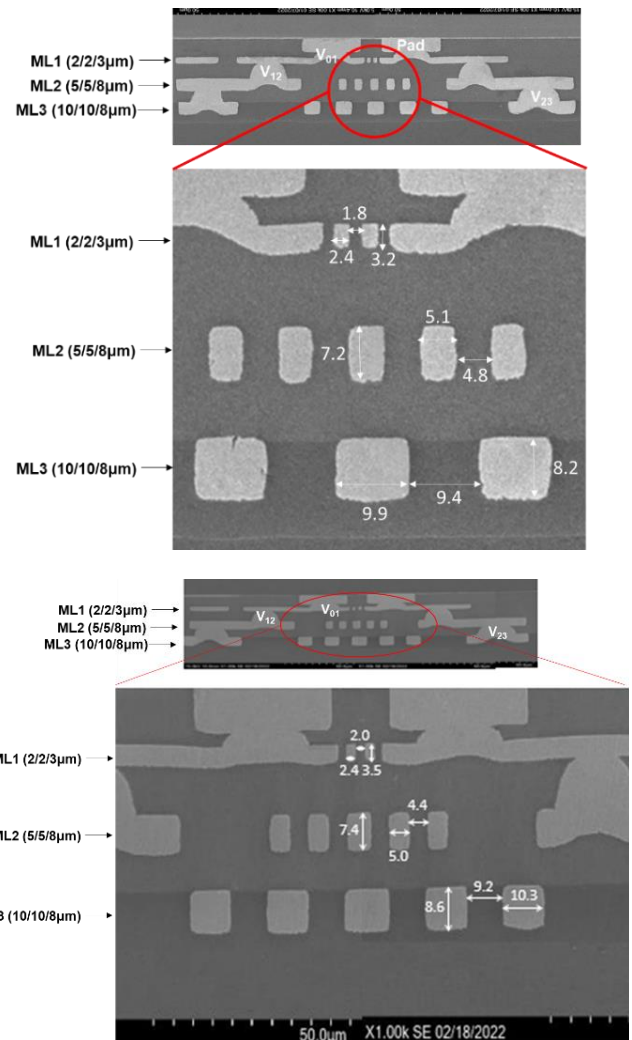 ML1 (2/2/3µm)
V01
Pad
ML2 (5/5/8µm)
V12
ML3 (10/10/8µm)
V23
ML1 (2/2/3µm)
1.8
2.4
3.2
ML2 (5/5/8µm)
7.2
5.1
4.8
ML3 (10/10/8µm)
9.9
9.4
8.2
ML1 (2/2/3µm)
V01
ML2 (5/5/8µm)
V12
ML3 (10/10/8µm)
V23
ML1 (2/2/3µm)
2.0
2.4 3.5
ML2 (5/5/8µm)
7.4
4.4
5.0
(10/10/8µm)
8.6
9.2
10.3
50.0um X1.00k SE 02/18/2022